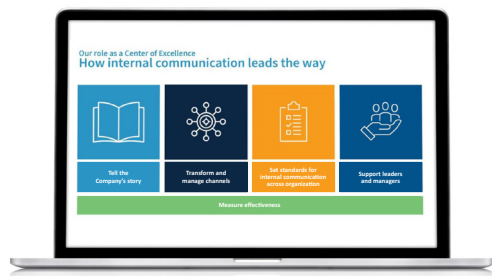 Our role as a Center of Excellence
How internal communication leads the way
Tell the
Company's story
Transform and
manage channels
Set standards for
internal communication
across organization
Support leaders
and managers
Measure effectiveness